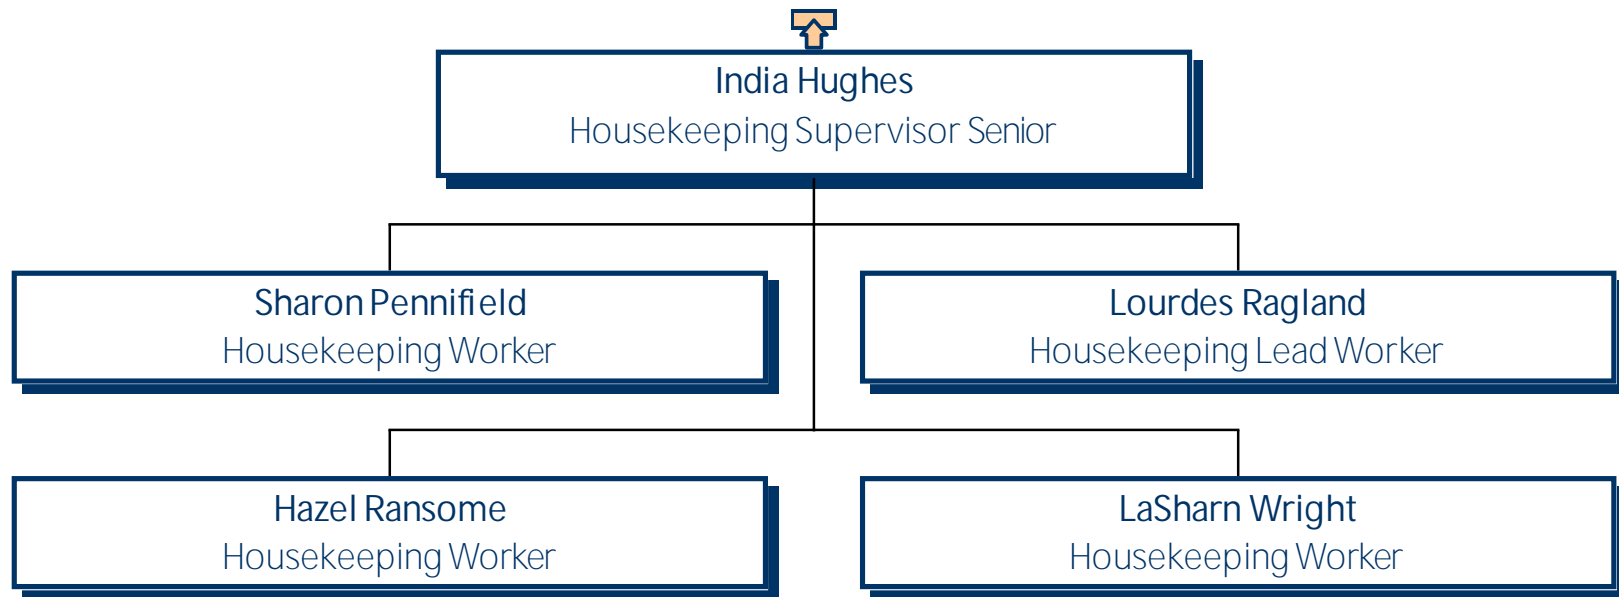 India Hughes
Housekeeping Supervisor Senior
Sharon Pennifield
Housekeeping Worker
Lourdes Ragland
Housekeeping Lead Worker
Hazel Ransome
Housekeeping Worker
LaSharn Wright
Housekeeping Worker